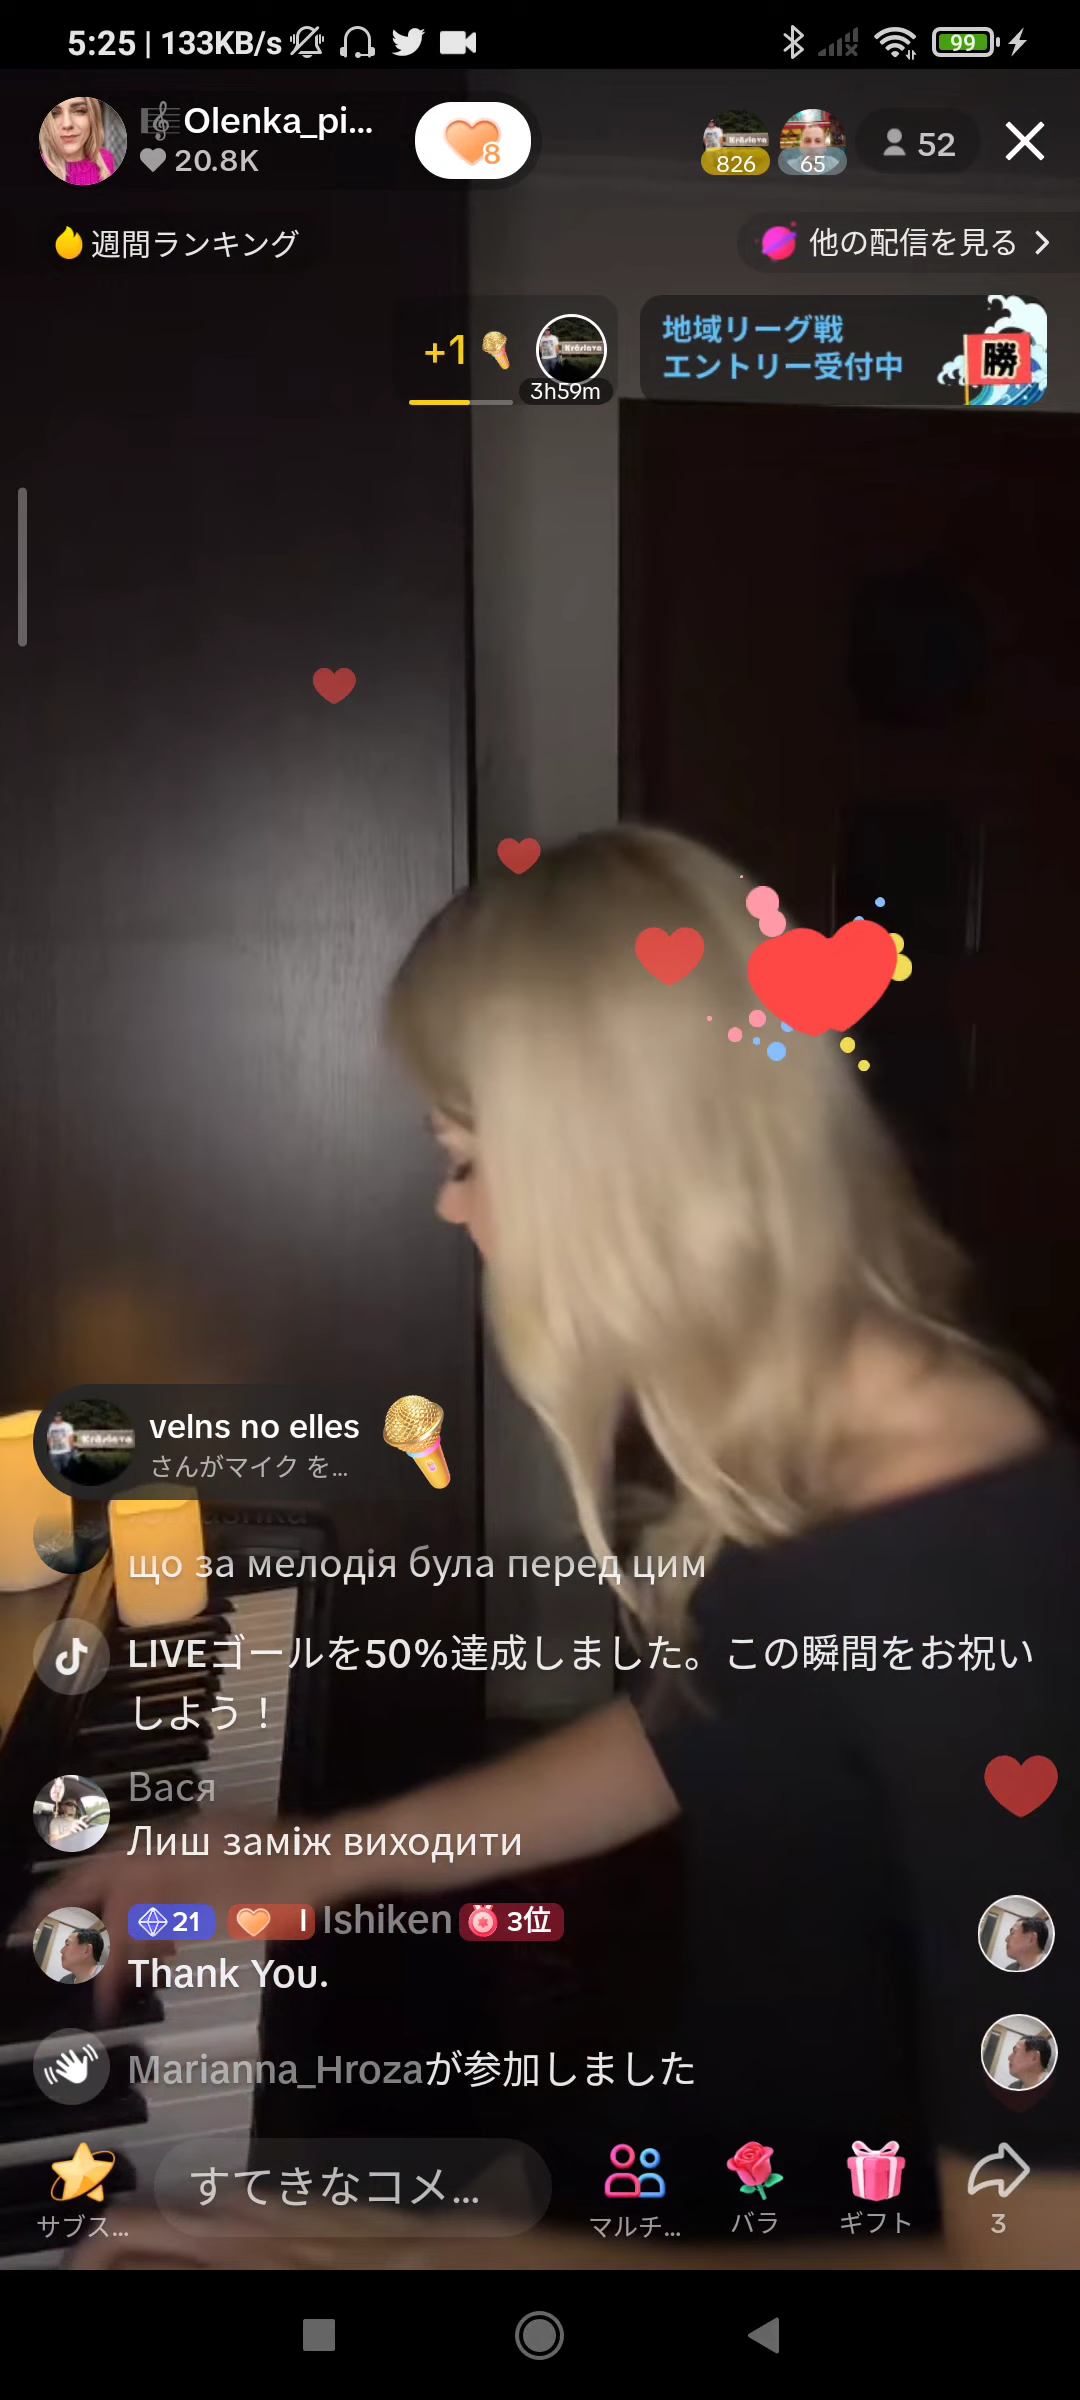 5:25 | 133KB/s
99
Olenka_pi...
20.8K
8
826
65
52
週間ランキング
他の配信を見る
+1
3h59m
地域リーグ戦
エントリー受付中
勝
velns no elles
さんがマイク を...
що за мелодія була перед цим
LIVEゴールを50%達成しました。この瞬間をお祝い
しよう！
Вася
Лиш заміж виходити
21 I Ishiken 3位
Thank You.
Marianna_Hrozaが参加しました
サブス...
すてきなコメ...
マルチ...
バラ
ギフト
3